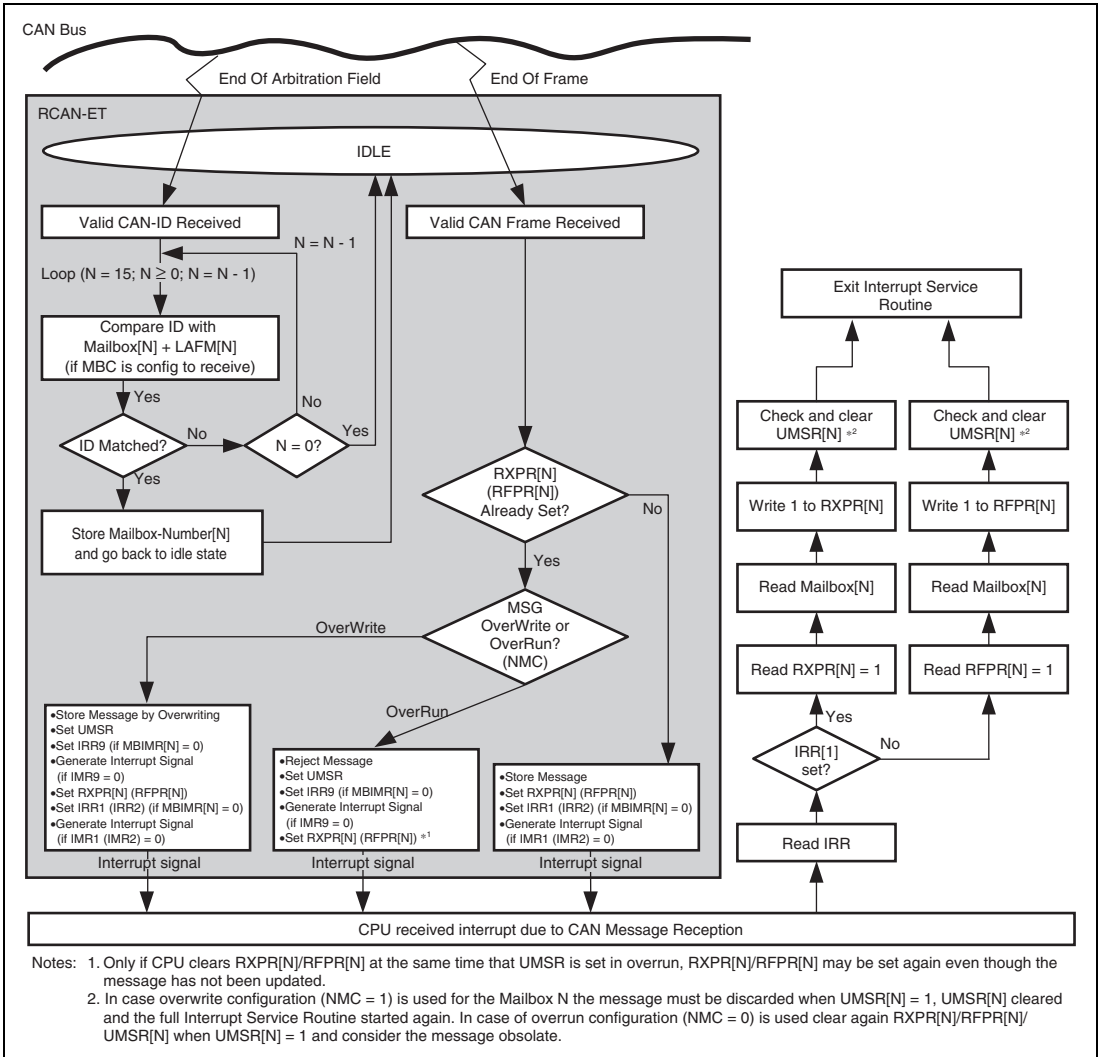 CAN Bus
End Of Arbitration Field
End Of Frame
RCAN-ET
IDLE
Valid CAN-ID Received
Valid CAN Frame Received
N = N - 1
Loop (N = 15; N ≥ 0; N = N - 1)
Compare ID with
Mailbox[N] + LAFM[N]
(if MBC is config to receive)
Yes
No
ID Matched?
No
N = 0?
Yes
Yes
Store Mailbox-Number[N]
and go back to idle state
RXPR[N]
(RFPR[N])
Already Set?
No
Yes
MSG
OverWrite or
OverRun?
(NMC)
OverWrite
OverRun
•Store Message by Overwriting
•Set UMSR
•Set IRR9 (if MBIMR[N] = 0)
•Generate Interrupt Signal
(if IMR9 = 0)
•Set RXPR[N] (RFPR[N])
•Set IRR1 (IRR2) (if MBIMR[N] = 0)
•Generate Interrupt Signal
(if IMR1 (IMR2) = 0)
•Reject Message
•Set UMSR
•Set IRR9 (if MBIMR[N] = 0)
•Generate Interrupt Signal
(if IMR9 = 0)
•Set RXPR[N] (RFPR[N]) *1
•Store Message
•Set RXPR[N] (RFPR[N])
•Set IRR1 (IRR2) (if MBIMR[N] = 0)
•Generate Interrupt Signal
(if IMR1 (IMR2) = 0)
Interrupt signal
Interrupt signal
Interrupt signal
Exit Interrupt Service
Routine
Check and clear
UMSR[N] *2
Check and clear
UMSR[N] *2
Write 1 to RXPR[N]
Write 1 to RFPR[N]
Read Mailbox[N]
Read Mailbox[N]
Read RXPR[N] = 1
Read RFPR[N] = 1
Yes
IRR[1]
set?
No
Read IRR
CPU received interrupt due to CAN Message Reception
Notes: 1. Only if CPU clears RXPR[N]/RFPR[N] at the same time that UMSR is set in overrun, RXPR[N]/RFPR[N] may be set again even though the
message has not been updated.
2. In case overwrite configuration (NMC = 1) is used for the Mailbox N the message must be discarded when UMSR[N] = 1, UMSR[N] cleared
and the full Interrupt Service Routine started again. In case of overrun configuration (NMC = 0) is used clear again RXPR[N]/RFPR[N]/
UMSR[N] when UMSR[N] = 1 and consider the message obsolate.